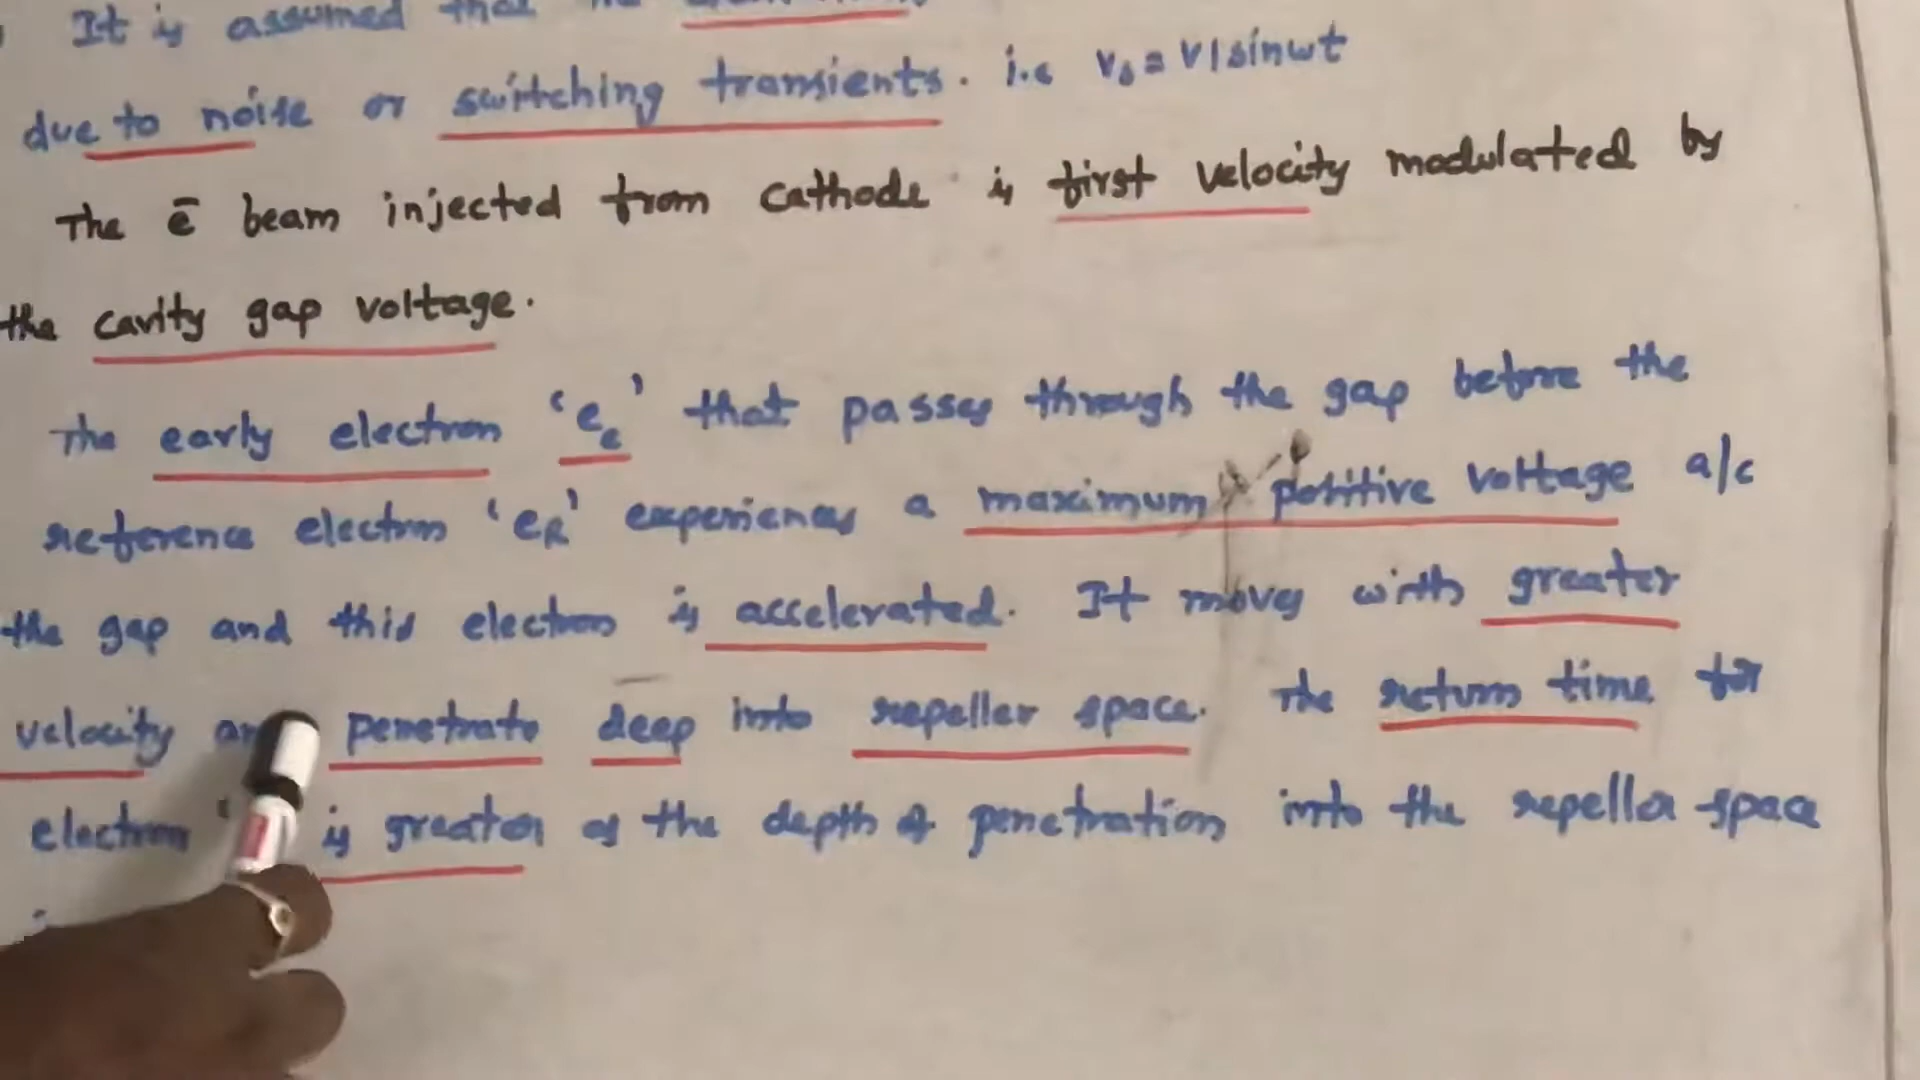 It is assumed that
due to noise or switching transients. i.e Vs = V1sinwt
The ē beam injected from cathode is first velocity modulated by
the cavity gap voltage.
The early electron 'ee' that passes through the gap before the
reference electron 'eR' experiences a maximum positive voltage a/c
the gap and this electron is accelerated. It moves with greater
velocity and penetrate deep into repeller space. The return time for
electron is greater as the depth of penetration into the repeller space